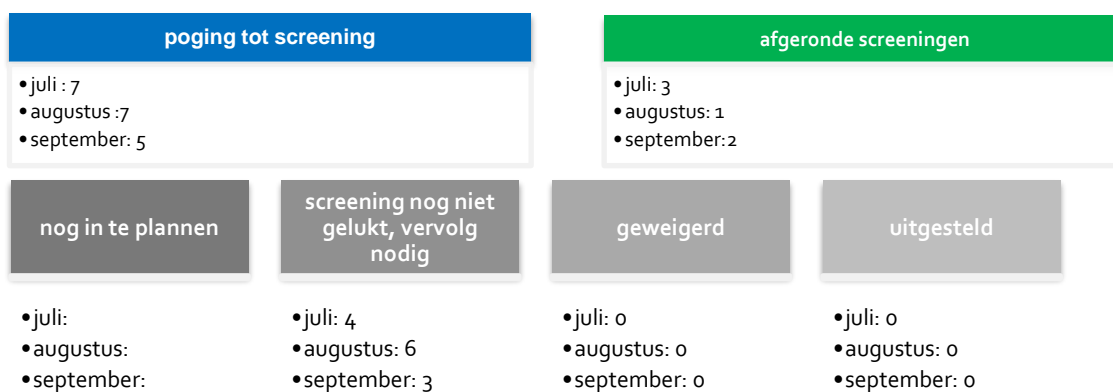 poging tot screening
• juli : 7
• augustus :7
• september: 5
afgeronde screeningen
• juli: 3
• augustus: 1
• september:2
nog in te plannen
• juli:
• augustus:
• september:
screening nog niet
gelukt, vervolg
nodig
• juli: 4
• augustus: 6
• september: 3
geweigerd
• juli: 0
• augustus: 0
• september: 0
uitgesteld
• juli: 0
• augustus: 0
• september: 0